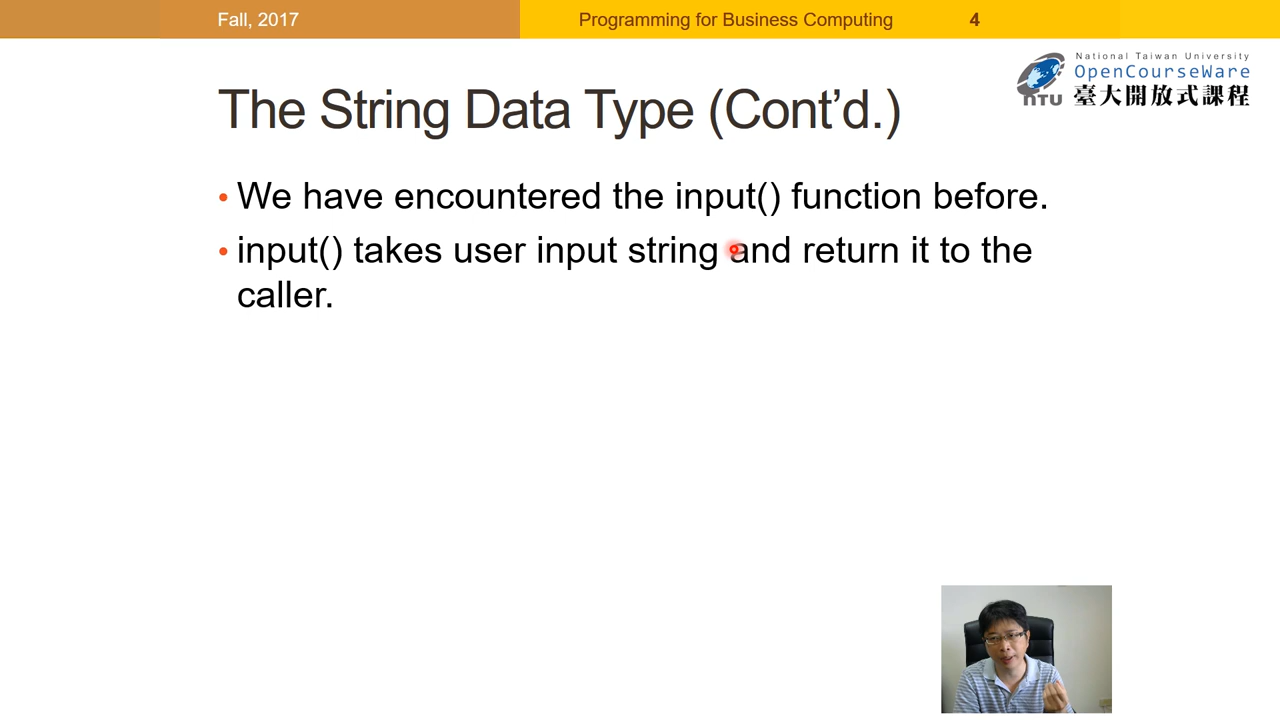 Fall, 2017
Programming for Business Computing
4
National Taiwan University
OpenCourseWare
臺大開放式課程
NTU
The String Data Type (Cont’d.)
• We have encountered the input() function before.
• input() takes user input string and return it to the
caller.